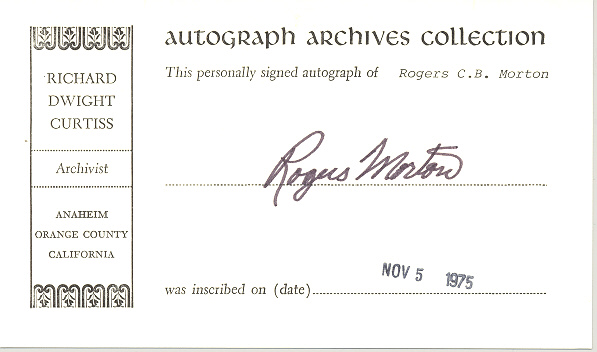 AUTOGRAPH ARCHIVES COLLECTION
RICHARD
DWIGHT
CURTISS
Archivist
ANAHEIM
ORANGE COUNTY
CALIFORNIA
This personally signed autograph of Rogers C.B. Morton
Rogers Morton
NOV 5 1975
was inscribed on (date)